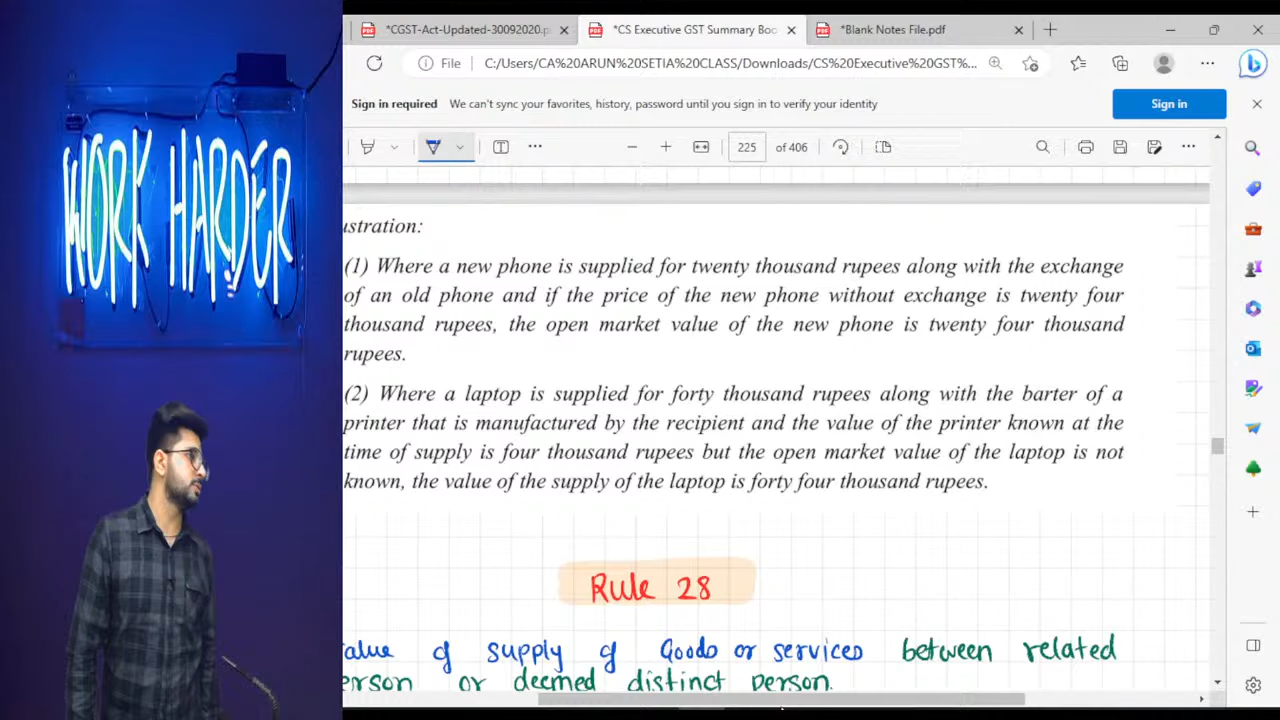 *CGST-Act-Updated-30092020.p
*CS Executive GST Summary Boo
*Blank Notes File.pdf
File
C:/Users/CA%20ARUN%20SETIA%20CLASS/Downloads/CS%20Executive%20GST%...
Sign in required We can't sync your favorites, history, password until you sign in to verify your identity
Sign in
225 of 406
WORK HARDER
ustration:
(1) Where a new phone is supplied for twenty thousand rupees along with the exchange
of an old phone and if the price of the new phone without exchange is twenty four
thousand rupees, the open market value of the new phone is twenty four thousand
rupees.
(2) Where a laptop is supplied for forty thousand rupees along with the barter of a
printer that is manufactured by the recipient and the value of the printer known at the
time of supply is four thousand rupees but the open market value of the laptop is not
known, the value of the supply of the laptop is forty four thousand rupees.
Rule 28
value of supply of Goods or services between related
person or deemed distinct person.